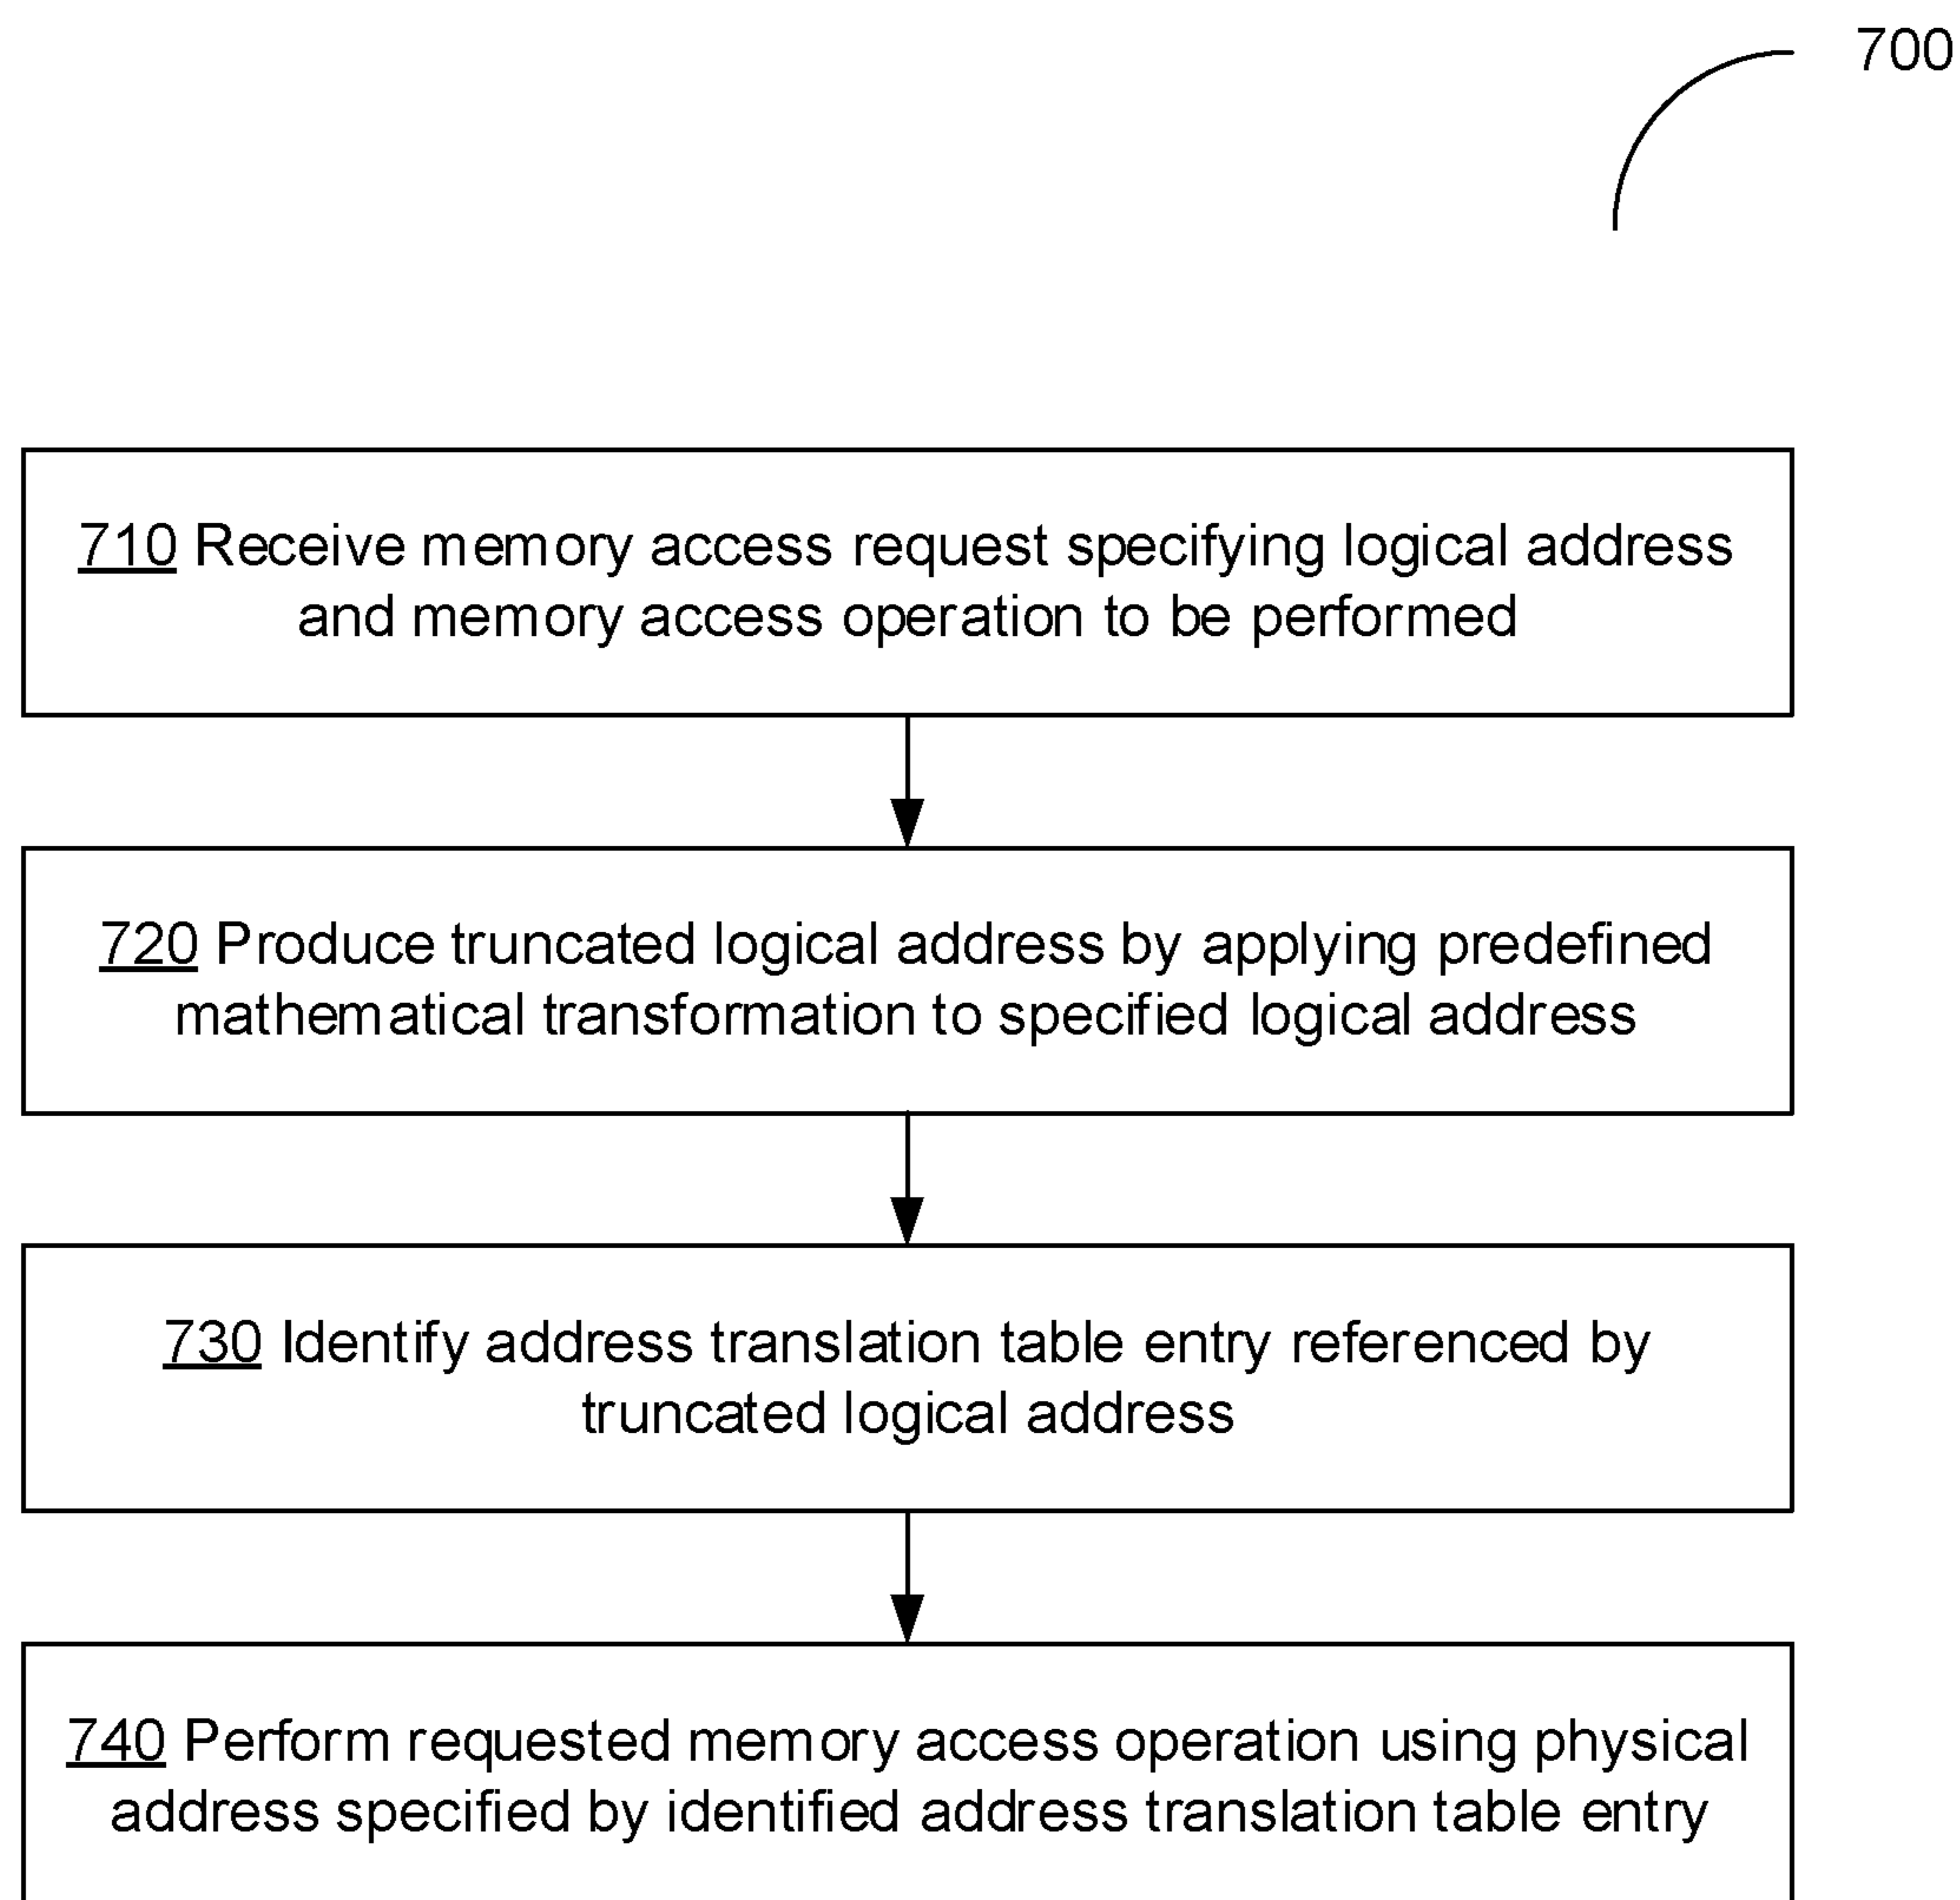 700
710 Receive memory access request specifying logical address
and memory access operation to be performed
720 Produce truncated logical address by applying predefined
mathematical transformation to specified logical address
730 Identify address translation table entry referenced by
truncated logical address
740 Perform requested memory access operation using physical
address specified by identified address translation table entry